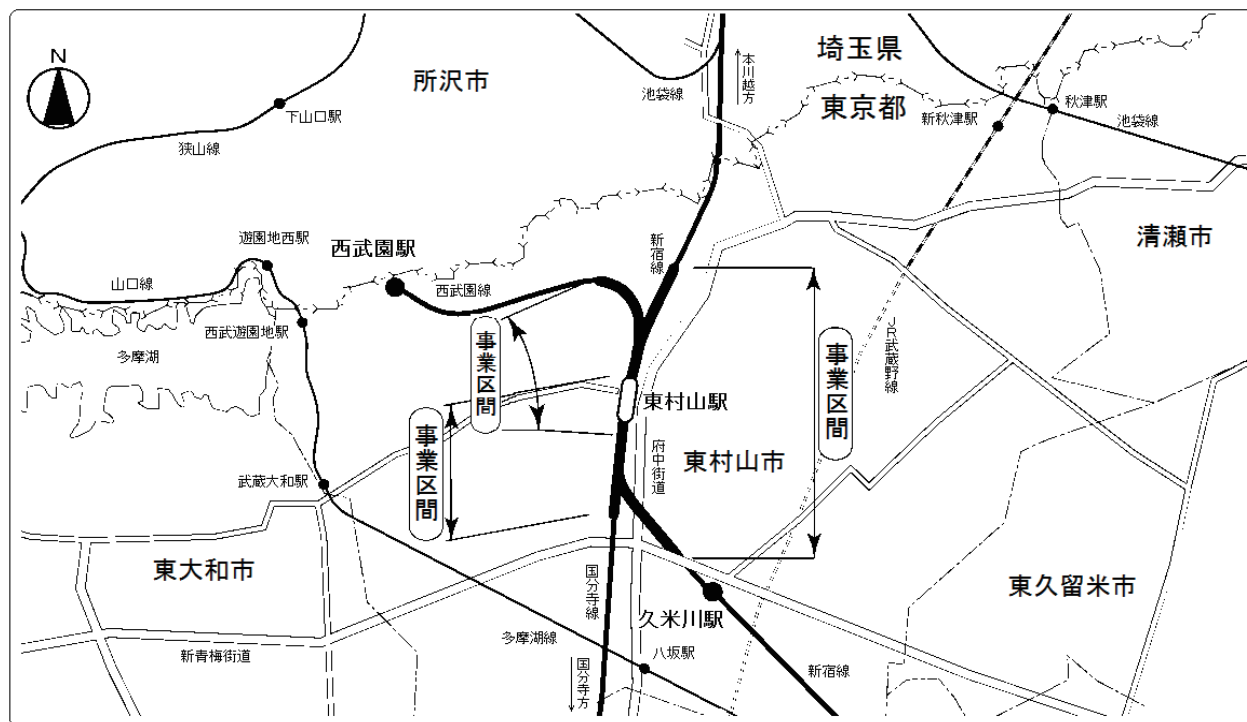 N
所沢市
埼玉県
東京都
本川越方
池袋線
下山口駅
狭山線
新秋津駅
秋津駅
池袋線
清瀬市
遊園地西駅
西武園駅
新宿線
山口線
西武園線
西武遊園地駅
多摩湖
事業区間
事業区間
事業区間
JR武蔵野線
東村山駅
府中街道
東村山市
武蔵大和駅
東大和市
国分寺線
東久留米市
久米川駅
多摩湖線
八坂駅
新青梅街道
新宿線
国分寺方